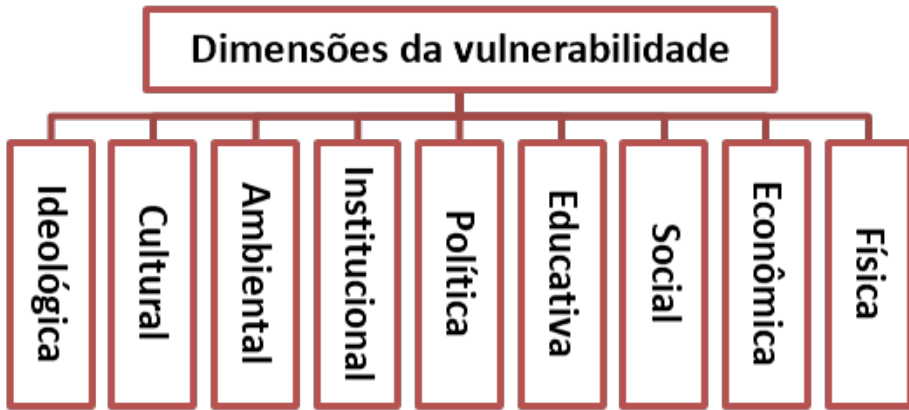 Dimensões da vulnerabilidade
Ideológica
Cultural
Ambiental
Institucional
Política
Educativa
Social
Econômica
Física